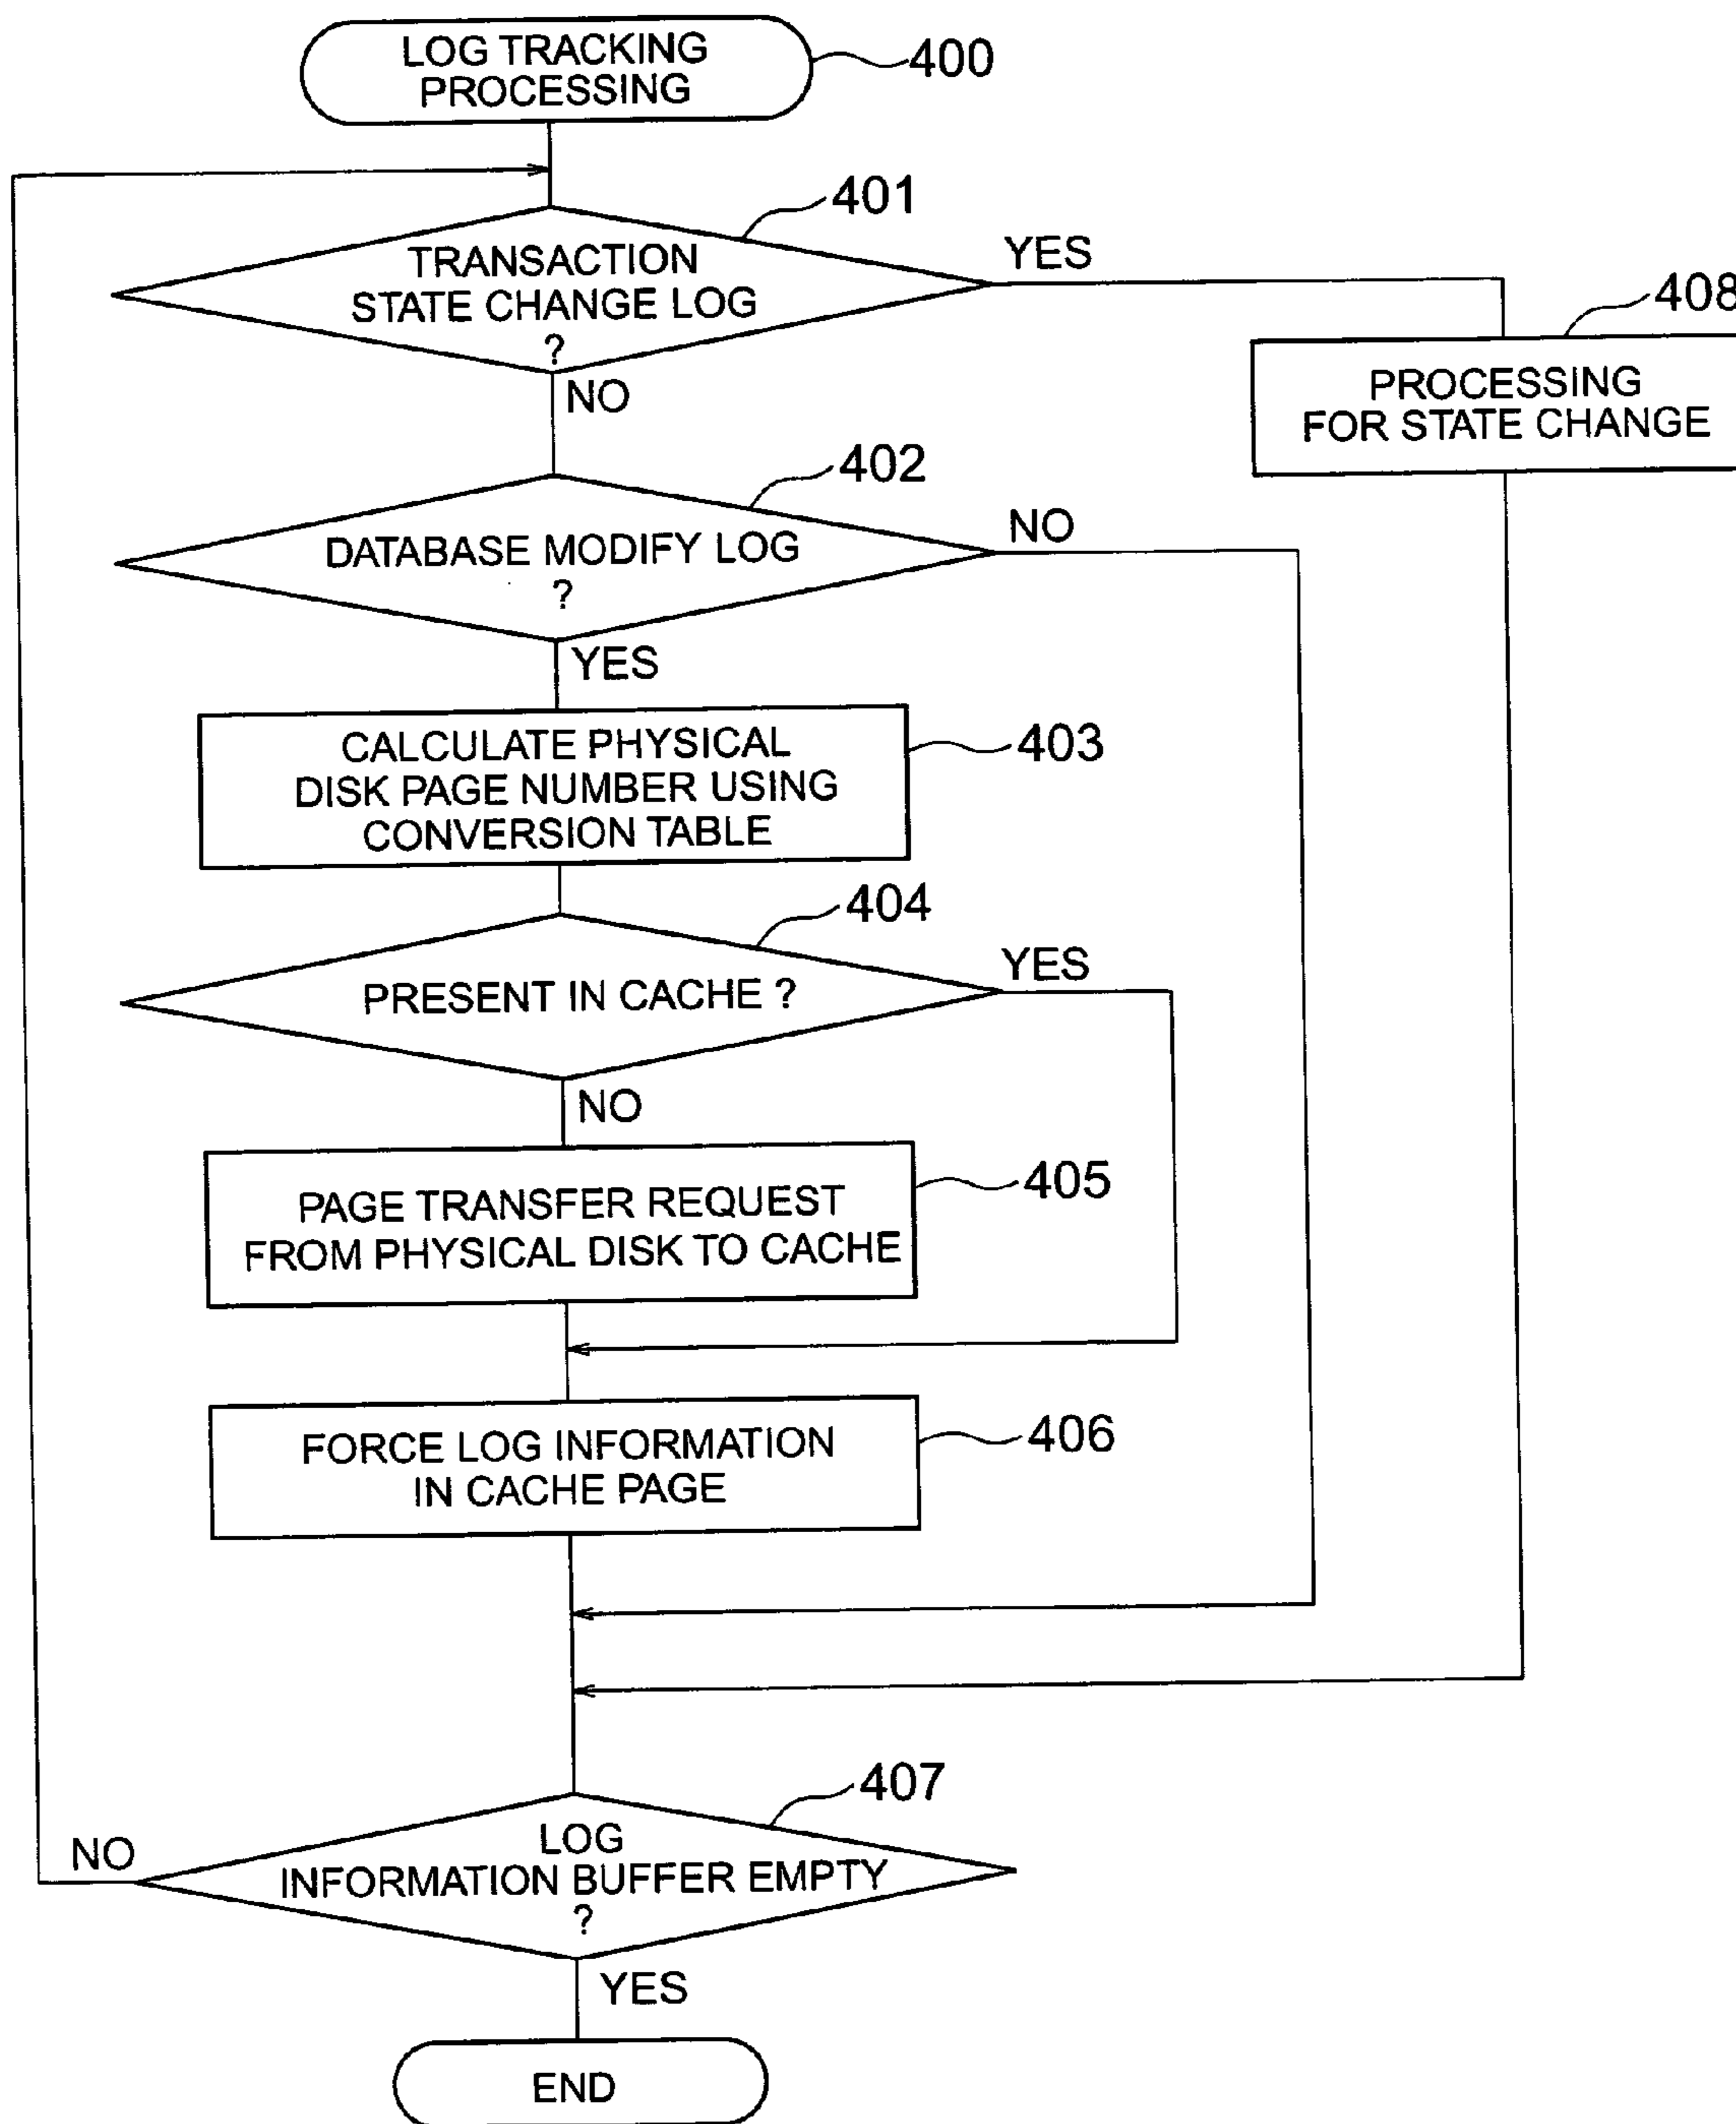 LOG TRACKING
PROCESSING
400
401
TRANSACTION
STATE CHANGE LOG
?
YES
NO
408
PROCESSING
FOR STATE CHANGE
402
DATABASE MODIFY LOG
?
NO
YES
403
CALCULATE PHYSICAL
DISK PAGE NUMBER USING
CONVERSION TABLE
404
PRESENT IN CACHE ?
YES
NO
405
PAGE TRANSFER REQUEST
FROM PHYSICAL DISK TO CACHE
406
FORCE LOG INFORMATION
IN CACHE PAGE
407
LOG
INFORMATION BUFFER EMPTY
?
NO
YES
END